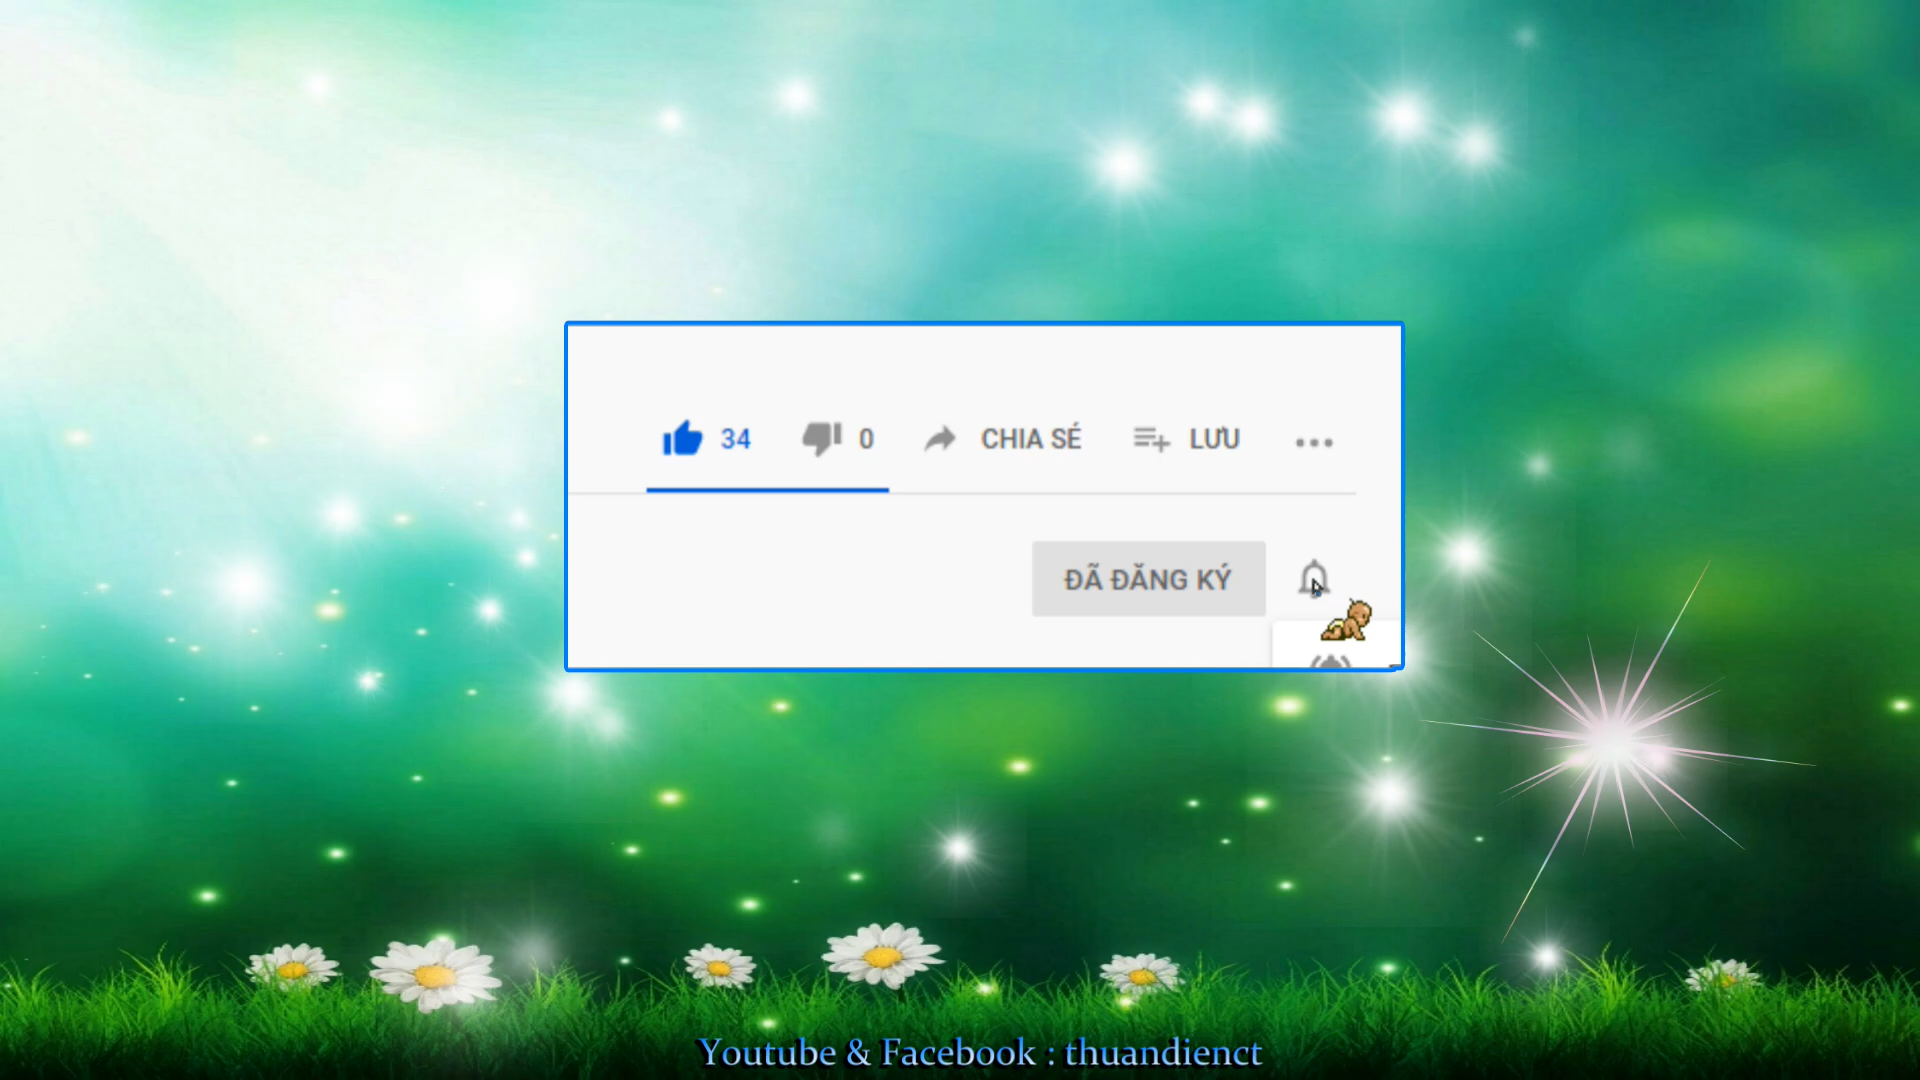 34 0 CHIA SẺ LƯU
ĐÃ ĐĂNG KÝ
Youtube & Facebook : thuandienct